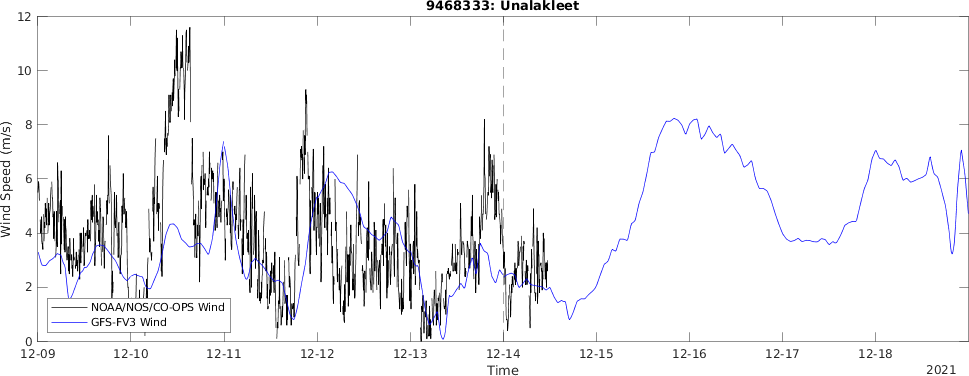 9468333: Unalakleet
12
10
8
6
4
2
0
Wind Speed (m/s)
NOAA/NOS/CO-OPS Wind
GFS-FV3 Wind
12-09 12-10 12-11 12-12 12-13 12-14 12-15 12-16 12-17 12-18
Time
2021